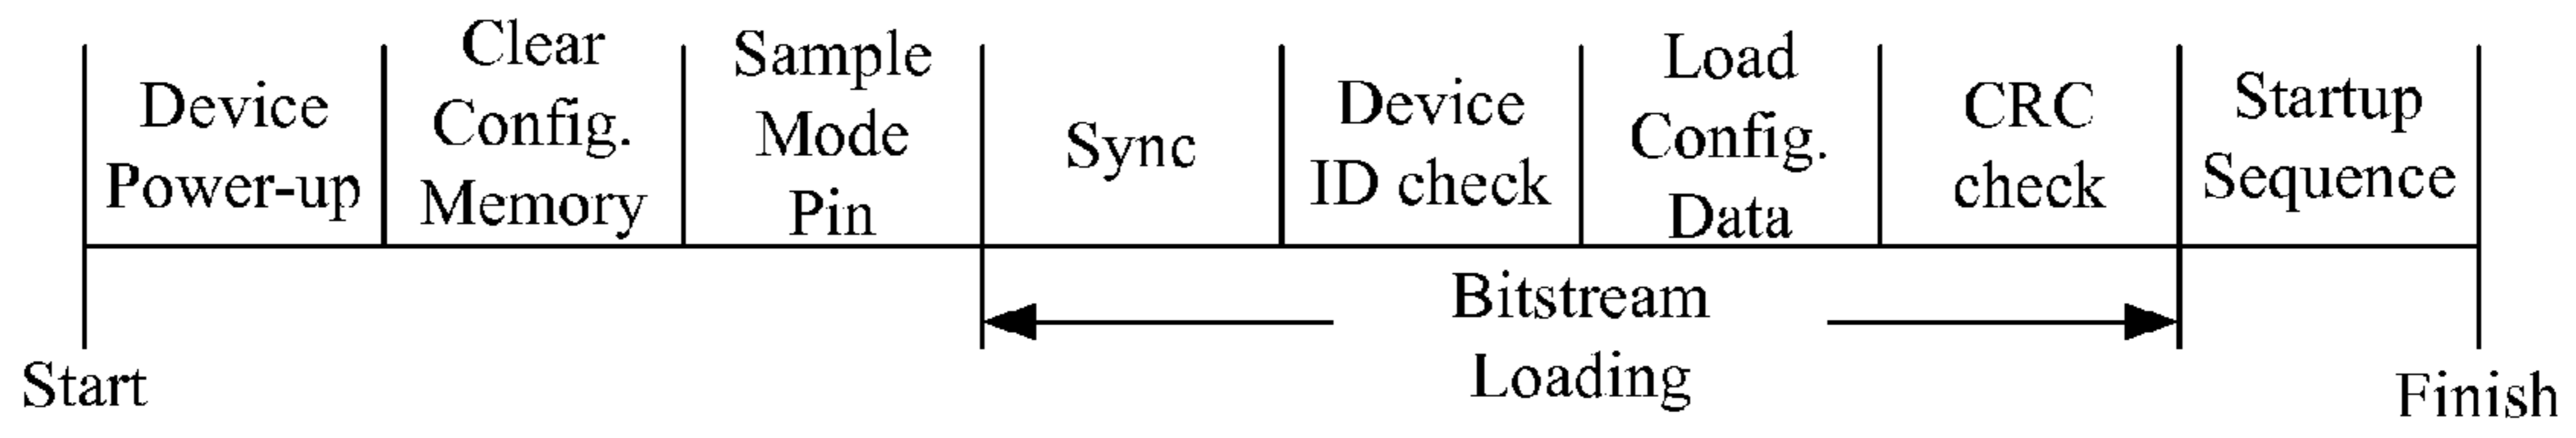 Device
Power-up
Clear
Config.
Memory
Sample
Mode
Pin
Sync
Device
ID check
Load
Config.
Data
CRC
check
Startup
Sequence
Bitstream
Loading
Start
Finish